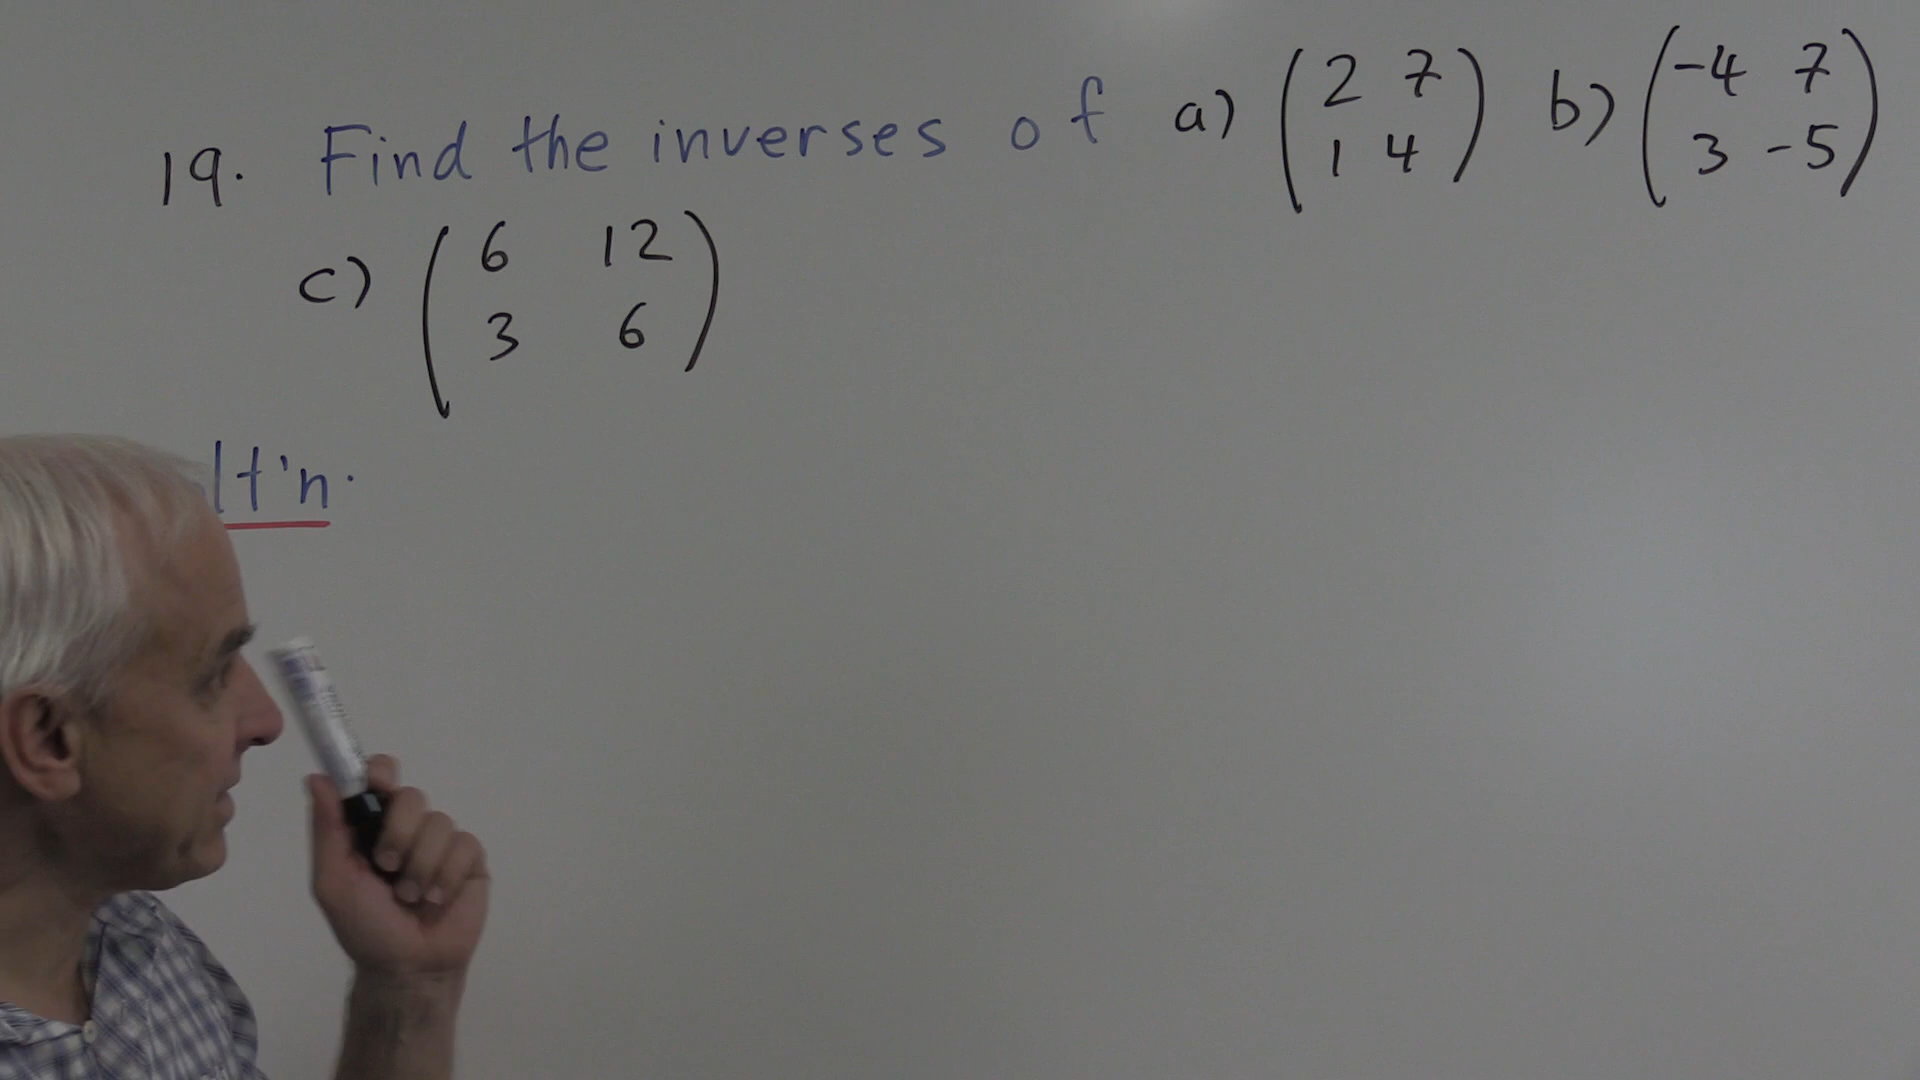 19. Find the inverses of a) (2 7 b) (-4 7
1 4) 3 -5)
c) (6 12
3 6)
lt'n.